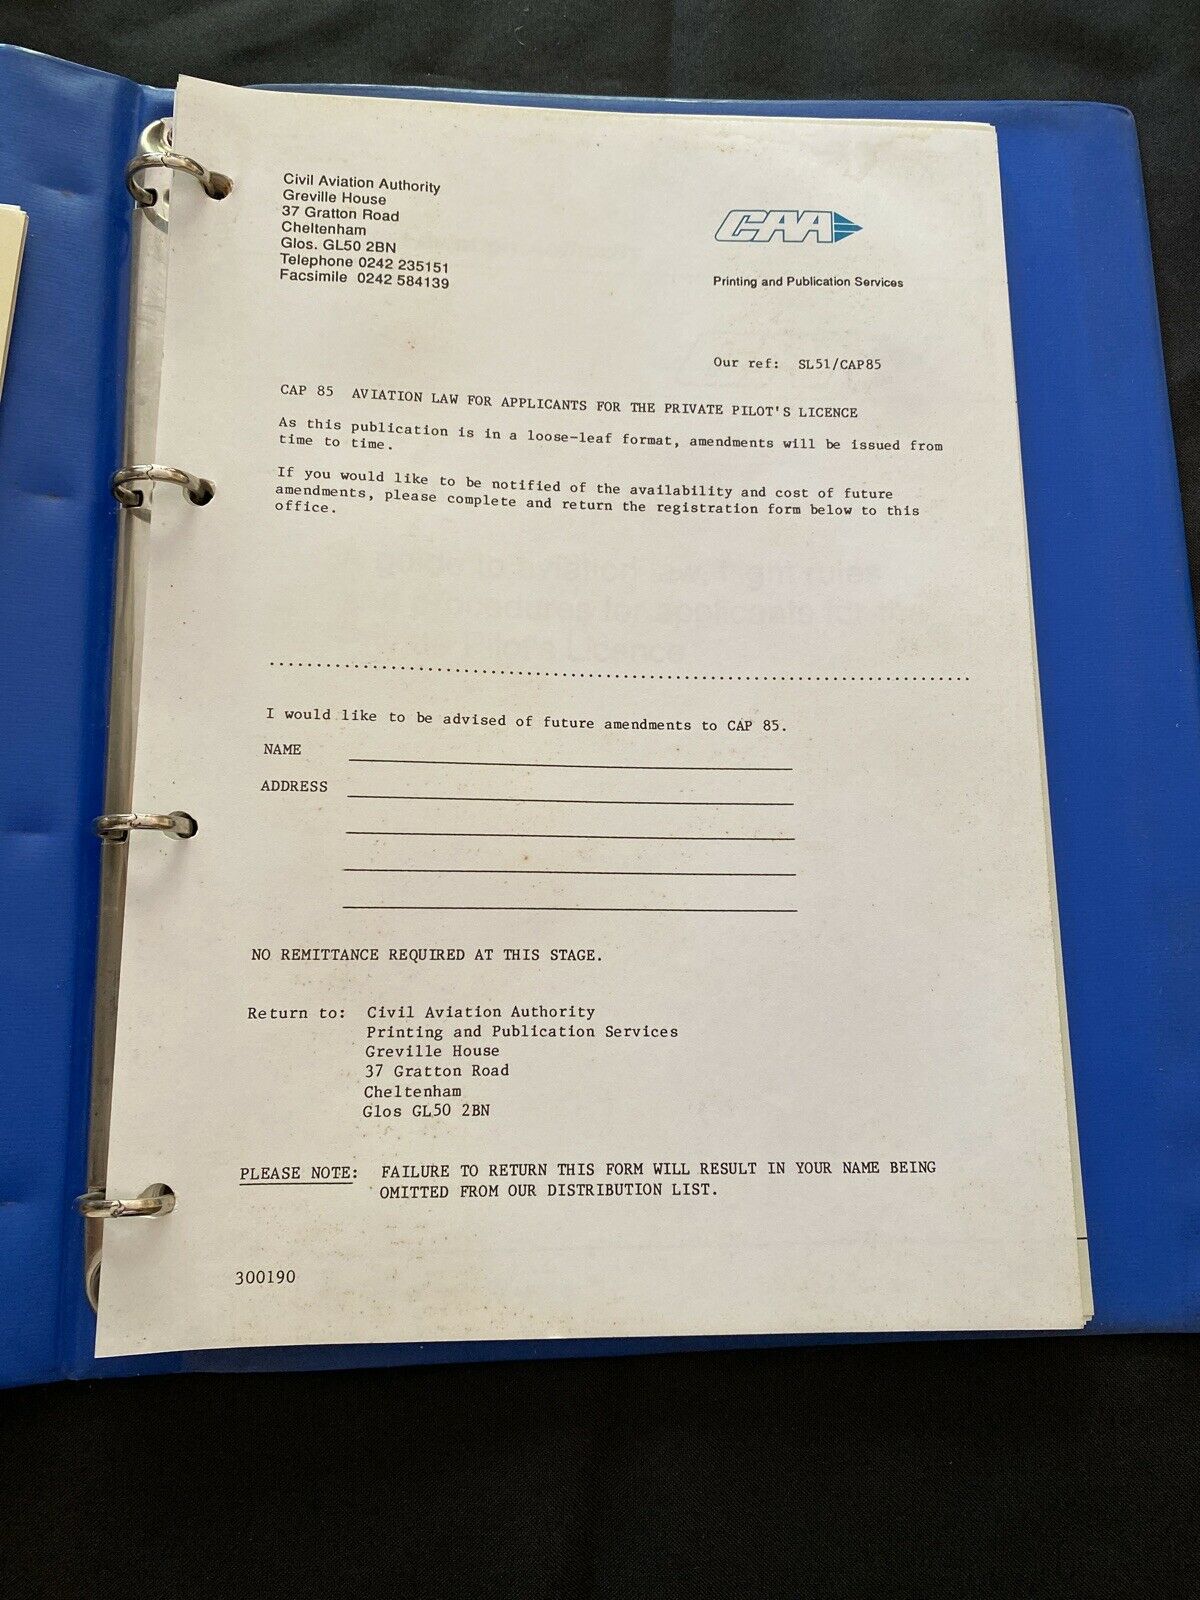 Civil Aviation Authority
Greville House
37 Gratton Road
Cheltenham
Glos. GL50 2BN
Telephone 0242 235151
Facsimile 0242 584139
CAA
Printing and Publication Services
Our ref: SL51/CAP85
CAP 85 AVIATION LAW FOR APPLICANTS FOR THE PRIVATE PILOT'S LICENCE
As this publication is in a loose-leaf format, amendments will be issued from
time to time.
If you would like to be notified of the availability and cost of future
amendments, please complete and return the registration form below to this
office.
I would like to be advised of future amendments to CAP 85.
NAME
ADDRESS
NO REMITTANCE REQUIRED AT THIS STAGE.
Return to: Civil Aviation Authority
Printing and Publication Services
Greville House
37 Gratton Road
Cheltenham
Glos GL50 2BN
PLEASE NOTE: FAILURE TO RETURN THIS FORM WILL RESULT IN YOUR NAME BEING
OMITTED FROM OUR DISTRIBUTION LIST.
300190